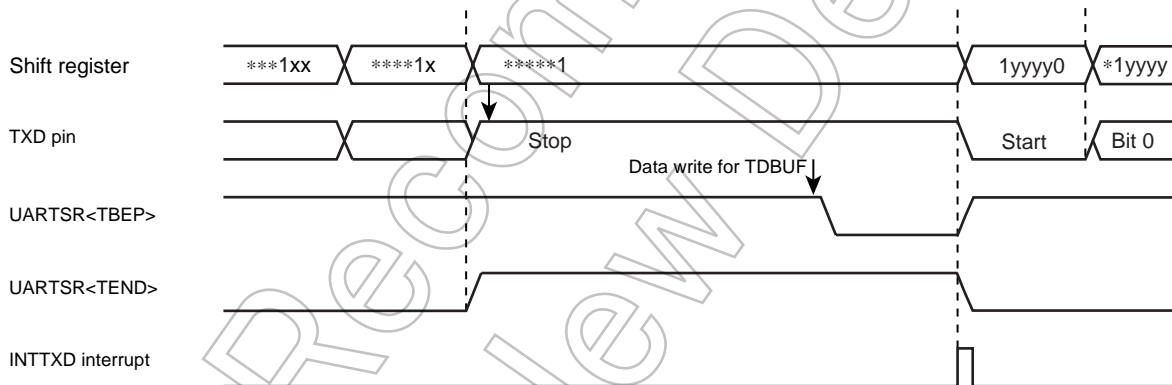 Shift register ***1xx ****1x *****1 1yyyy0 *1yyyy
TXD pin Stop Start Bit 0
Data write for TDBUF
UARTSR<TBEP>
UARTSR<TEND>
INTTXD interrupt